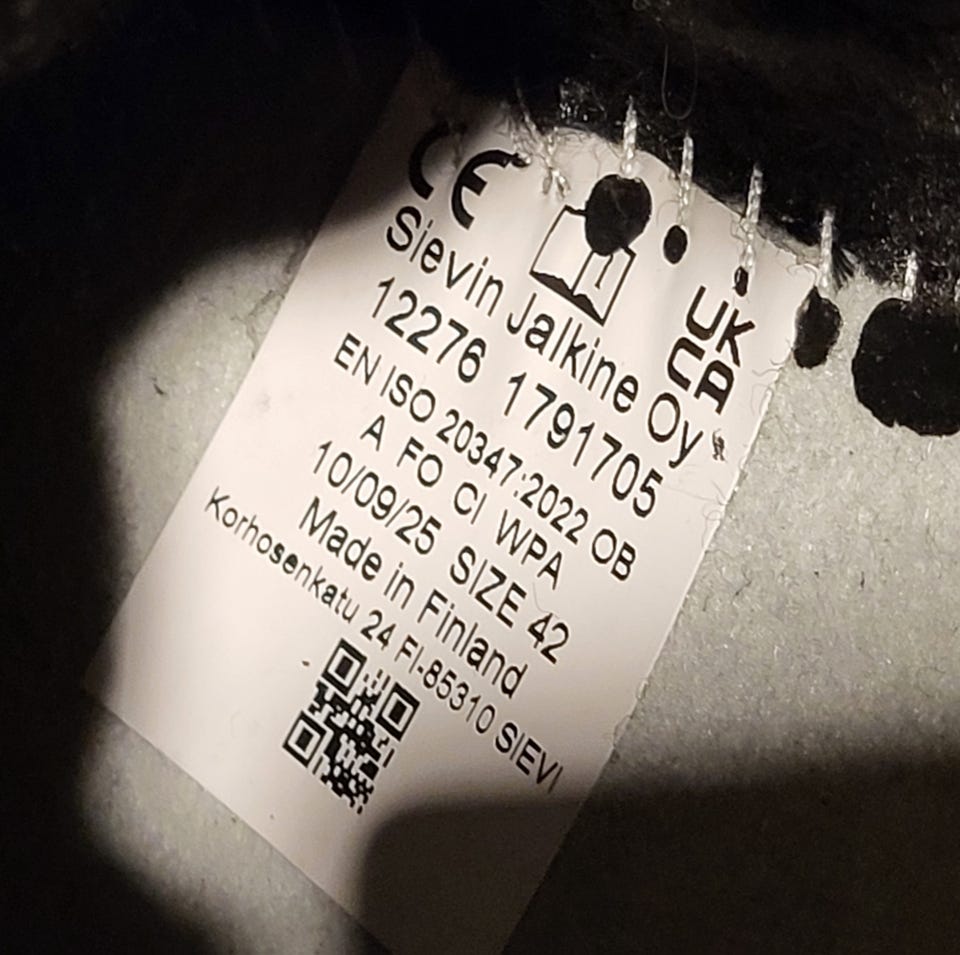 CE
UK
CA
Sievin Jalkine Oy
12276 1791705
EN ISO 20347:2022 OB
A FO CI WPA
10/09/25 SIZE 42
Made in Finland
Korhosenkatu 24 FI-85310 SIEVI